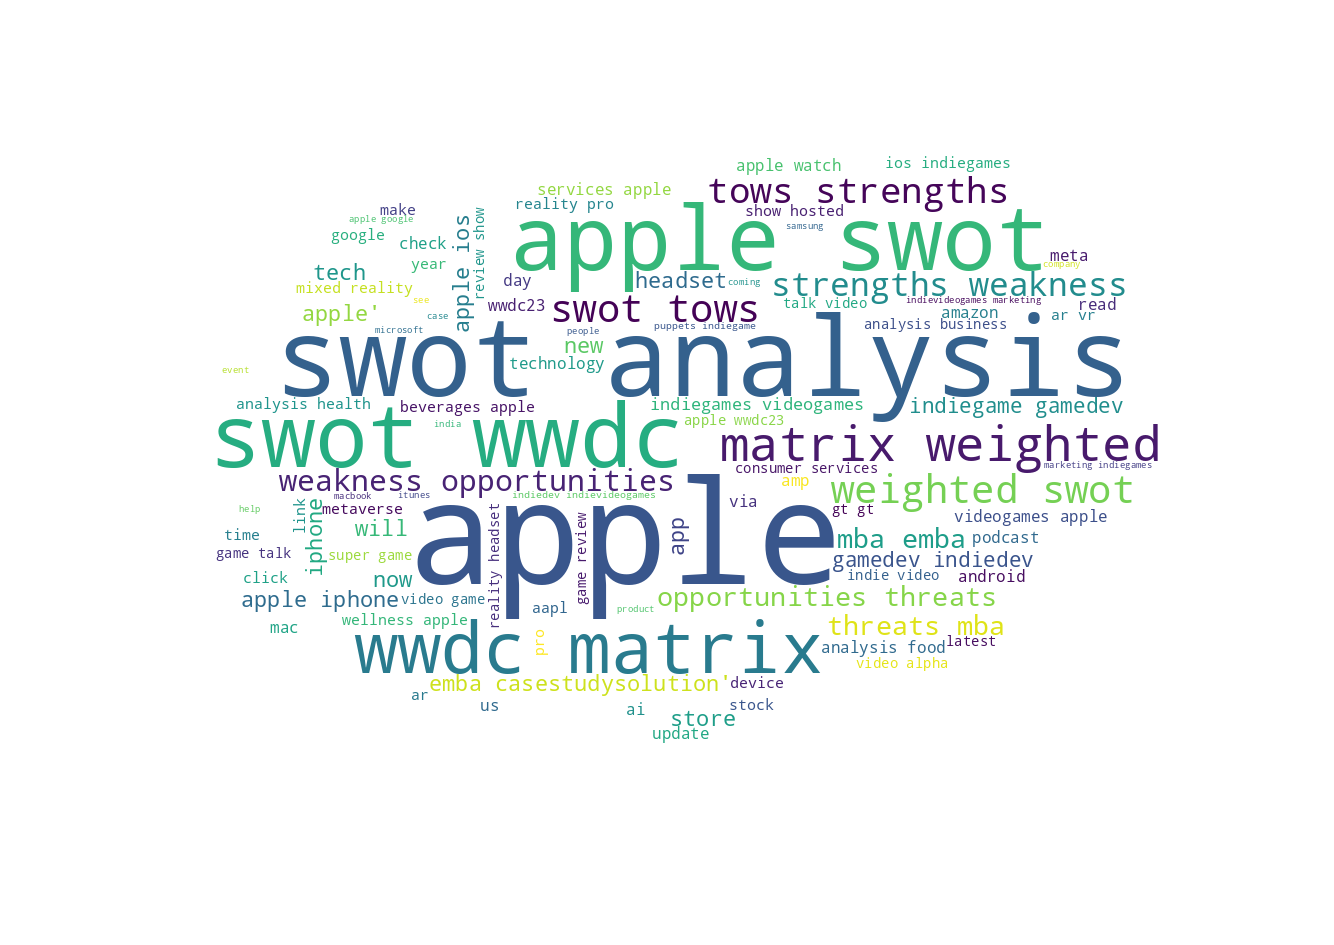 apple watch
ios indiegames
services apple
tows strengths
reality pro
show hosted
make
apple google
samsung
review show
apple ios
apple swot
google
check
meta
year
company
tech
day
headset
coming
strengths weakness
mixed reality
see
wwdc23
swot tows
talk video
indievideogames marketing
read
apple'
case
amazon
ar vr
microsoft
people
puppets indiegame
analysis business
new
swot analysis
technology
event
analysis health
beverages apple
indiegames videogames
indiegame gamedev
india
apple wwdc23
swot wwdc
matrix weighted
consumer services
marketing indiegames
weakness opportunities
amp
weighted swot
macbook
itunes
indiedev indievideogames
via
help
link
iphone
metaverse
gt gt
videogames apple
will
reality headset
game review
app
apple
time
mba emba
podcast
game talk
super game
gamedev indiedev
click
now
indie video
android
apple iphone
video game
aapl
product
opportunities threats
mac
wellness apple
threats mba
wwdc matrix
pro
analysis food
latest
video alpha
emba casestudysolution'
device
ar
us
ai
store
stock
update